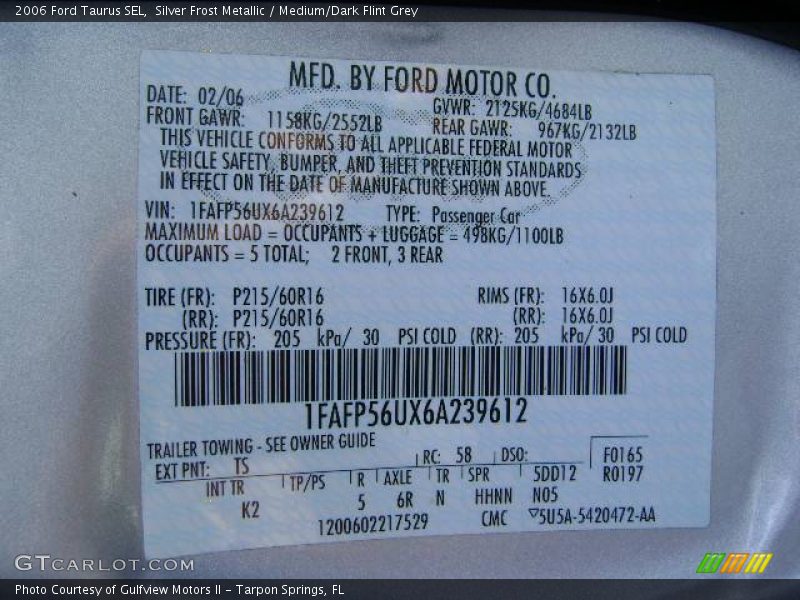 2006 Ford Taurus SEL,  Silver Frost Metallic / Medium/Dark Flint Grey
MFD. BY FORD MOTOR CO.
DATE: 02/06 GVWR: 2125KG/4684LB
FRONT GAWR: 1158KG/2552LB REAR GAWR: 967KG/2132LB
THIS VEHICLE CONFORMS TO ALL APPLICABLE FEDERAL MOTOR
VEHICLE SAFETY, BUMPER, AND THEFT PREVENTION STANDARDS
IN EFFECT ON THE DATE OF MANUFACTURE SHOWN ABOVE.
VIN: 1FAFP56UX6A239612 TYPE: Passenger Car
MAXIMUM LOAD = OCCUPANTS + LUGGAGE = 498KG/1100LB
OCCUPANTS = 5 TOTAL; 2 FRONT, 3 REAR
TIRE (FR): P215/60R16 RIMS (FR): 16X6.0J
(RR): P215/60R16 (RR): 16X6.0J
PRESSURE (FR): 205 kPa/ 30 PSI COLD (RR): 205 kPa/ 30 PSI COLD
1FAFP56UX6A239612
TRAILER TOWING - SEE OWNER GUIDE
EXT PNT: TS RC: 58 DSO: F0165
INT TR TP/PS R AXLE TR SPR 5DD12 R0197
K2 5 6R N HHNN N05
1200602217529 CMC ▽5U5A-5420472-AA
GTCARLOT.COM
Photo Courtesy of Gulfview Motors II – Tarpon Springs, FL